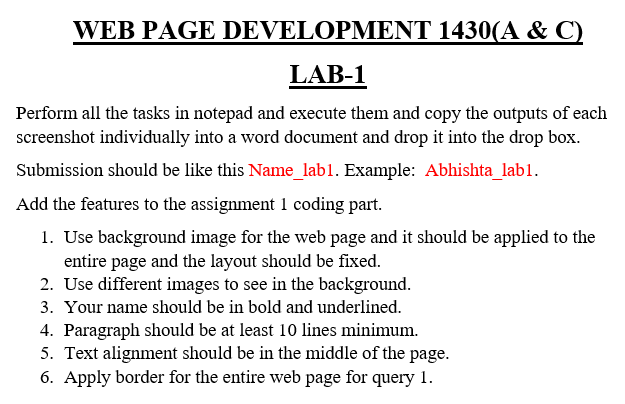 WEB PAGE DEVELOPMENT 1430(A & C)
LAB-1
Perform all the tasks in notepad and execute them and copy the outputs of each
screenshot individually into a word document and drop it into the drop box.
Submission should be like this Name_lab1. Example: Abhishta_lab1.
Add the features to the assignment 1 coding part.
1. Use background image for the web page and it should be applied to the
entire page and the layout should be fixed.
2. Use different images to see in the background.
3. Your name should be in bold and underlined.
4. Paragraph should be at least 10 lines minimum.
5. Text alignment should be in the middle of the page.
6. Apply border for the entire web page for query 1.